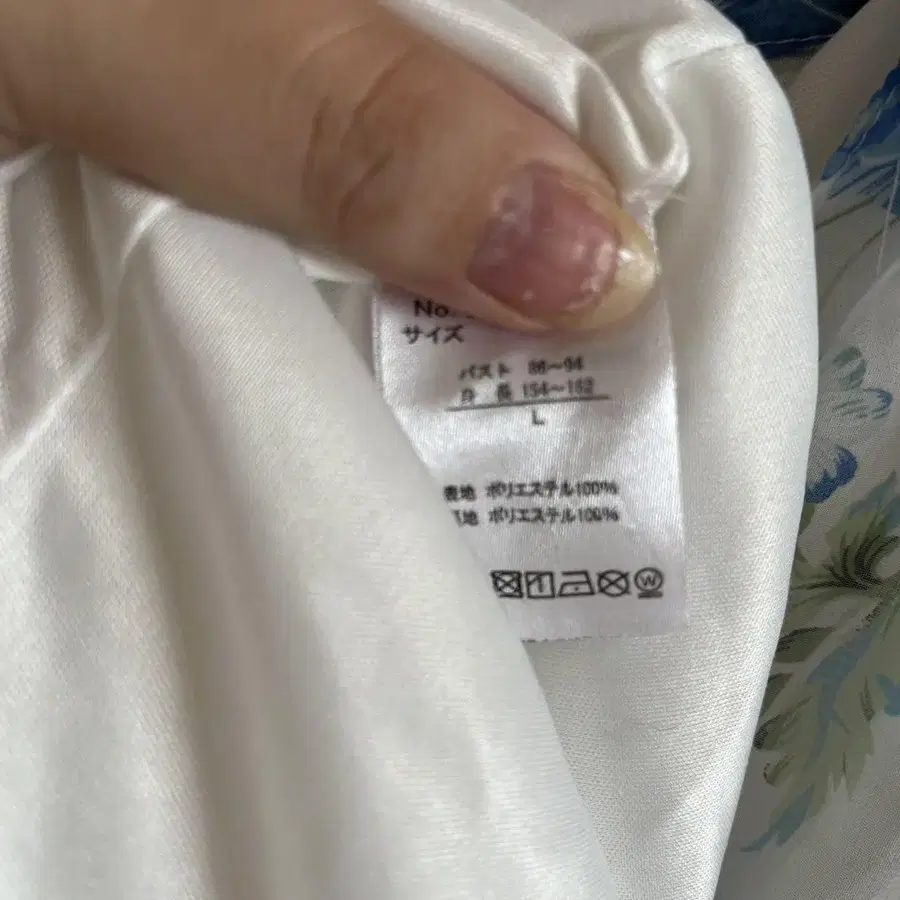 No.
サイズ
バスト 86～94
身 長 154～162
L
表地 ポリエステル100%
地 ポリエステル100%
W